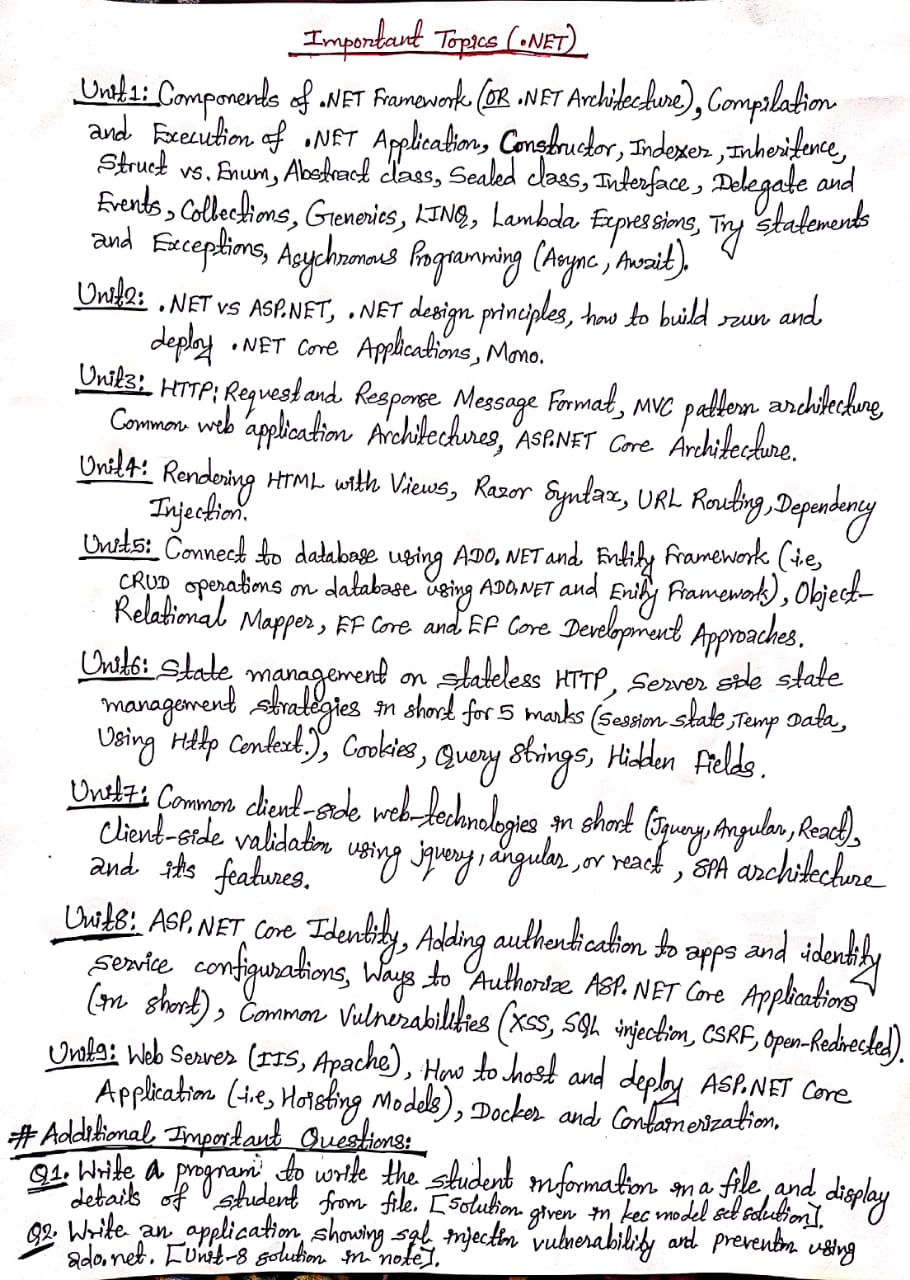 Important Topics (.NET)
Unit1: Components of .NET Framework (OR .NET Architecture), Compilation
and Execution of .NET Application, Constructor, Indexer, Inheritence,
Struct vs. Enum, Abstract class, Sealed class, Interface, Delegate and
Events, Collections, Generics, LINQ, Lambda Expressions, Try statements
and Exceptions, Asychronous Programming (Async, Await).
Unit2: .NET vs ASP.NET, .NET design principles, how to build run and
deploy .NET Core Applications, Mono.
Unit3: HTTP; Request and Response Message Format, MVC pattern architecture,
Common web application Architectures, ASP.NET Core Architecture.
Unit4: Rendering HTML with Views, Razor Syntax, URL Routing, Dependency
Injection.
Unit5: Connect to database using ADO.NET and Entity Framework (i.e,
CRUD operations on database using ADO.NET and Enity Framework), Object-
Relational Mapper, EF Core and EF Core Development Approaches.
Unit6: State management on stateless HTTP, Server side state
management strategies in short for 5 marks (Session state, Temp Data,
Using Http Context.), Cookies, Query Strings, Hidden Fields.
Unit7: Common client-side web-technologies in short (Jquery, Angular, React),
Client-side validation using jquery, angular, or react, SPA architecture
and it's features.
Unit8: ASP.NET Core Identity, Adding authentication to apps and identity
service configurations, Ways to Authorize ASP.NET Core Applications
(in short), Common Vulnerabilities (XSS, SQL injection, CSRF, Open-Redirected).
Unit9: Web Server (IIS, Apache), How to host and deploy ASP.NET Core
Application (i.e, Hoisting Models), Docker and Containerization.
# Additional Important Questions:
Q1. Write a program to write the student information in a file and display
details of student from file. [Solution given in kec model set solution].
Q2. Write an application showing sql injectin vulnerability and preventin using
ado.net. [Unit-8 solution in note].